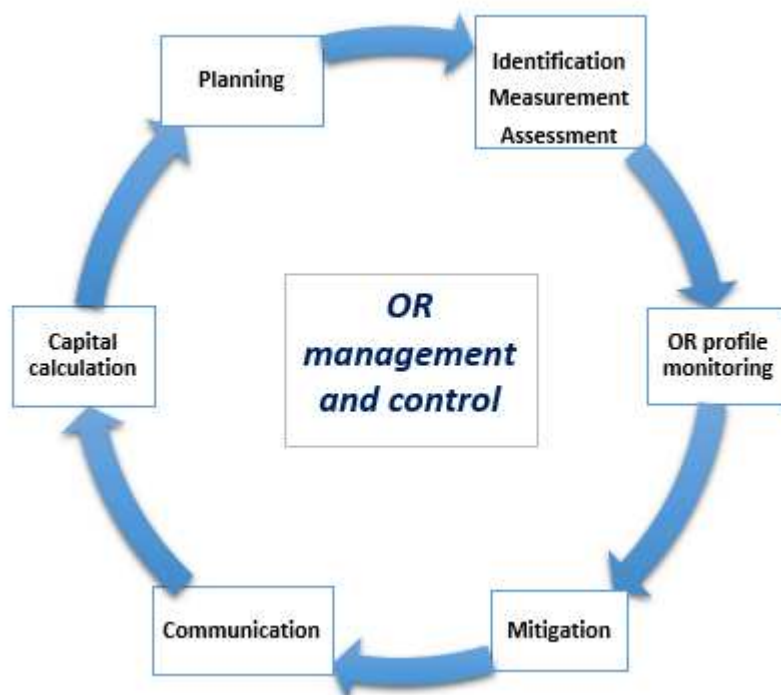 Planning
Identification
Measurement
Assessment
OR profile
monitoring
Mitigation
Communication
Capital
calculation
OR
management
and control